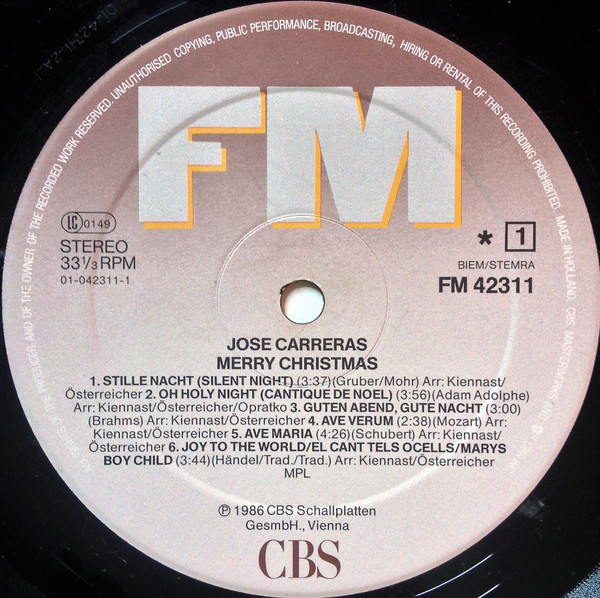 ALL RIGHTS OF THE PRODUCER AND OF THE OWNER OF THE RECORDED WORK RESERVED. UNAUTHORISED COPYING, PUBLIC PERFORMANCE, BROADCASTING, HIRING OR RENTAL OF THIS RECORDING PROHIBITED. MADE IN HOLLAND. CBS MASTERWORKS AND
FM
LC 0149
STEREO
33 1/3 RPM
01-042311-1
* 1
BIEM/STEMRA
FM 42311
JOSE CARRERAS
MERRY CHRISTMAS
1. STILLE NACHT (SILENT NIGHT) (3:37)(Gruber/Mohr) Arr: Kiennast/
Österreicher 2. OH HOLY NIGHT (CANTIQUE DE NOEL) (3:56)(Adam Adolphe)
Arr: Kiennast/Österreicher/Opratko 3. GUTEN ABEND, GUTE NACHT (3:00)
(Brahms) Arr: Kiennast/Österreicher 4. AVE VERUM (2:38)(Mozart) Arr:
Kiennast/Österreicher 5. AVE MARIA (4:26)(Schubert) Arr: Kiennast/
Österreicher 6. JOY TO THE WORLD/EL CANT TELS OCELLS/MARYS
BOY CHILD (3:44)(Händel/Trad./Trad.) Arr: Kiennast/Österreicher
MPL
℗ 1986 CBS Schallplatten
GesmbH., Vienna
CBS